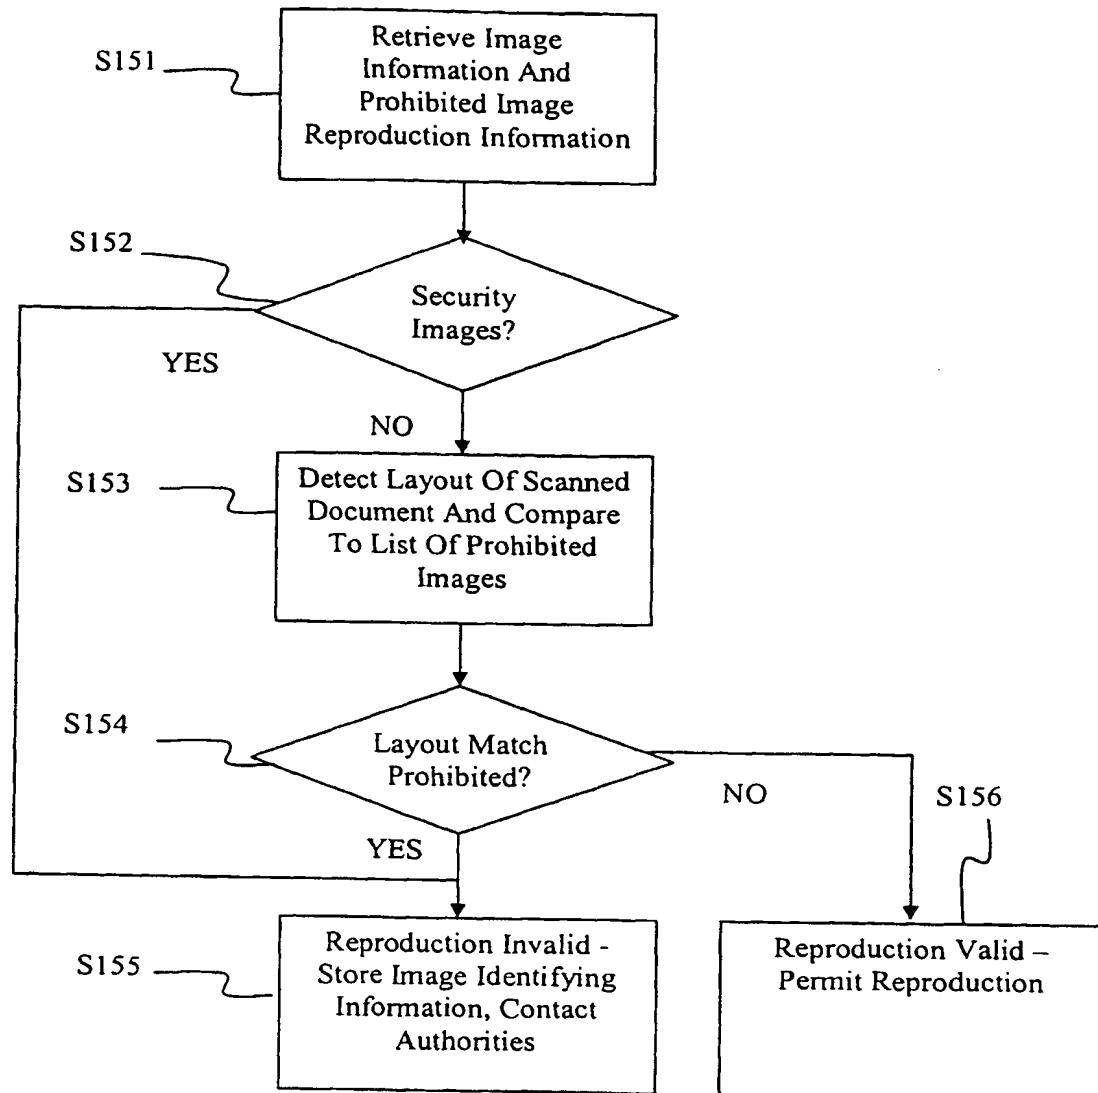 Retrieve Image
Information And
Prohibited Image
Reproduction Information
S151
S152
Security
Images?
YES
NO
S153
Detect Layout Of Scanned
Document And Compare
To List Of Prohibited
Images
S154
Layout Match
Prohibited?
NO
S156
YES
S155
Reproduction Invalid -
Store Image Identifying
Information, Contact
Authorities
Reproduction Valid –
Permit Reproduction